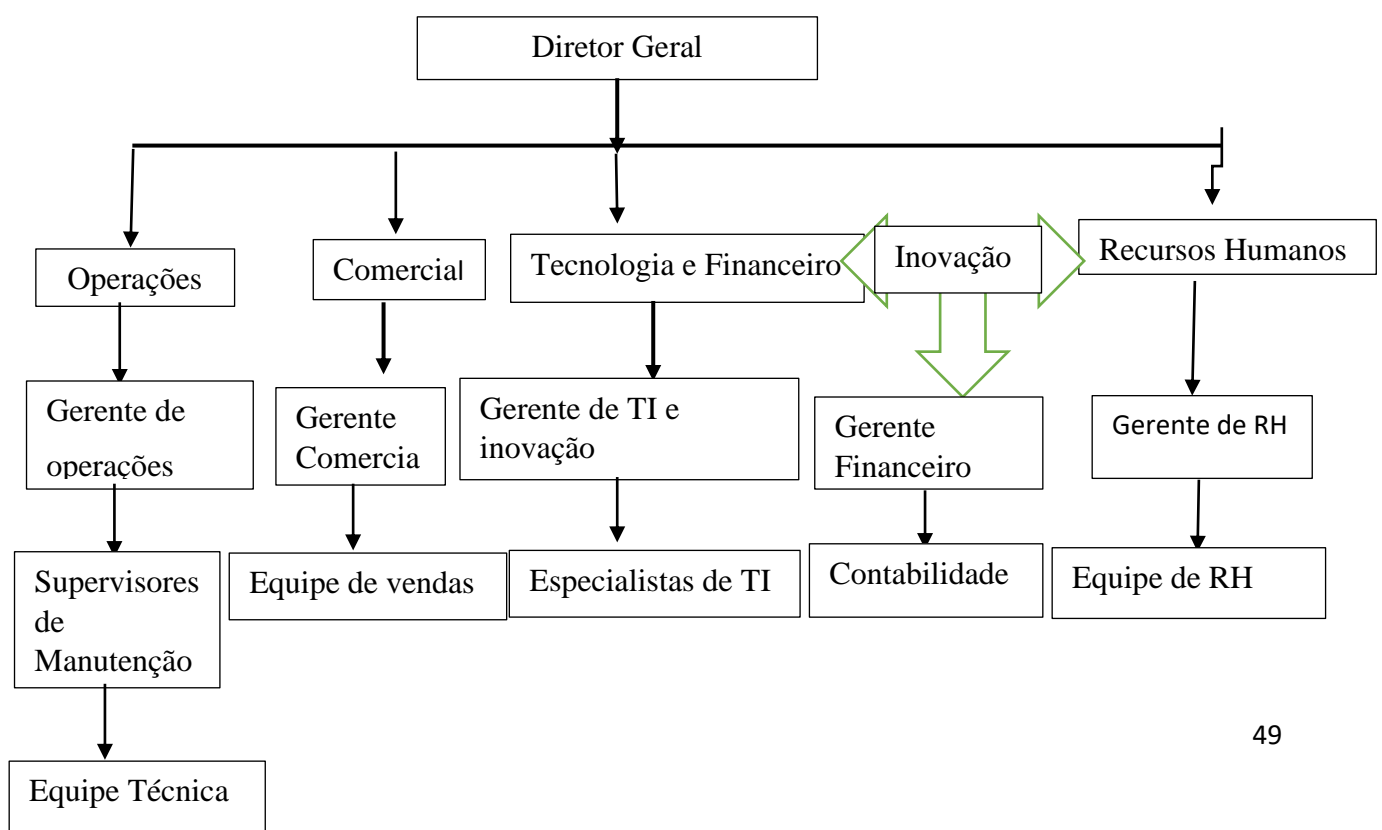 Diretor Geral
Operações
Comercial
Tecnologia e Financeiro
Inovação
Recursos Humanos
Gerente de
operações
Gerente
Comercia
Gerente de TI e
inovação
Gerente
Financeiro
Gerente de RH
Supervisores
de
Manutenção
Equipe de vendas
Especialistas de TI
Contabilidade
Equipe de RH
49
Equipe Técnica